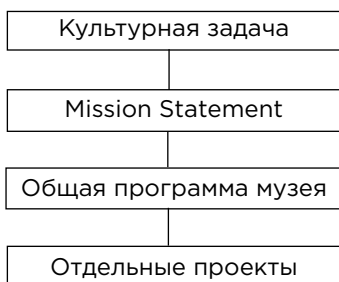 Культурная задача
Mission Statement
Общая программа музея
Отдельные проекты